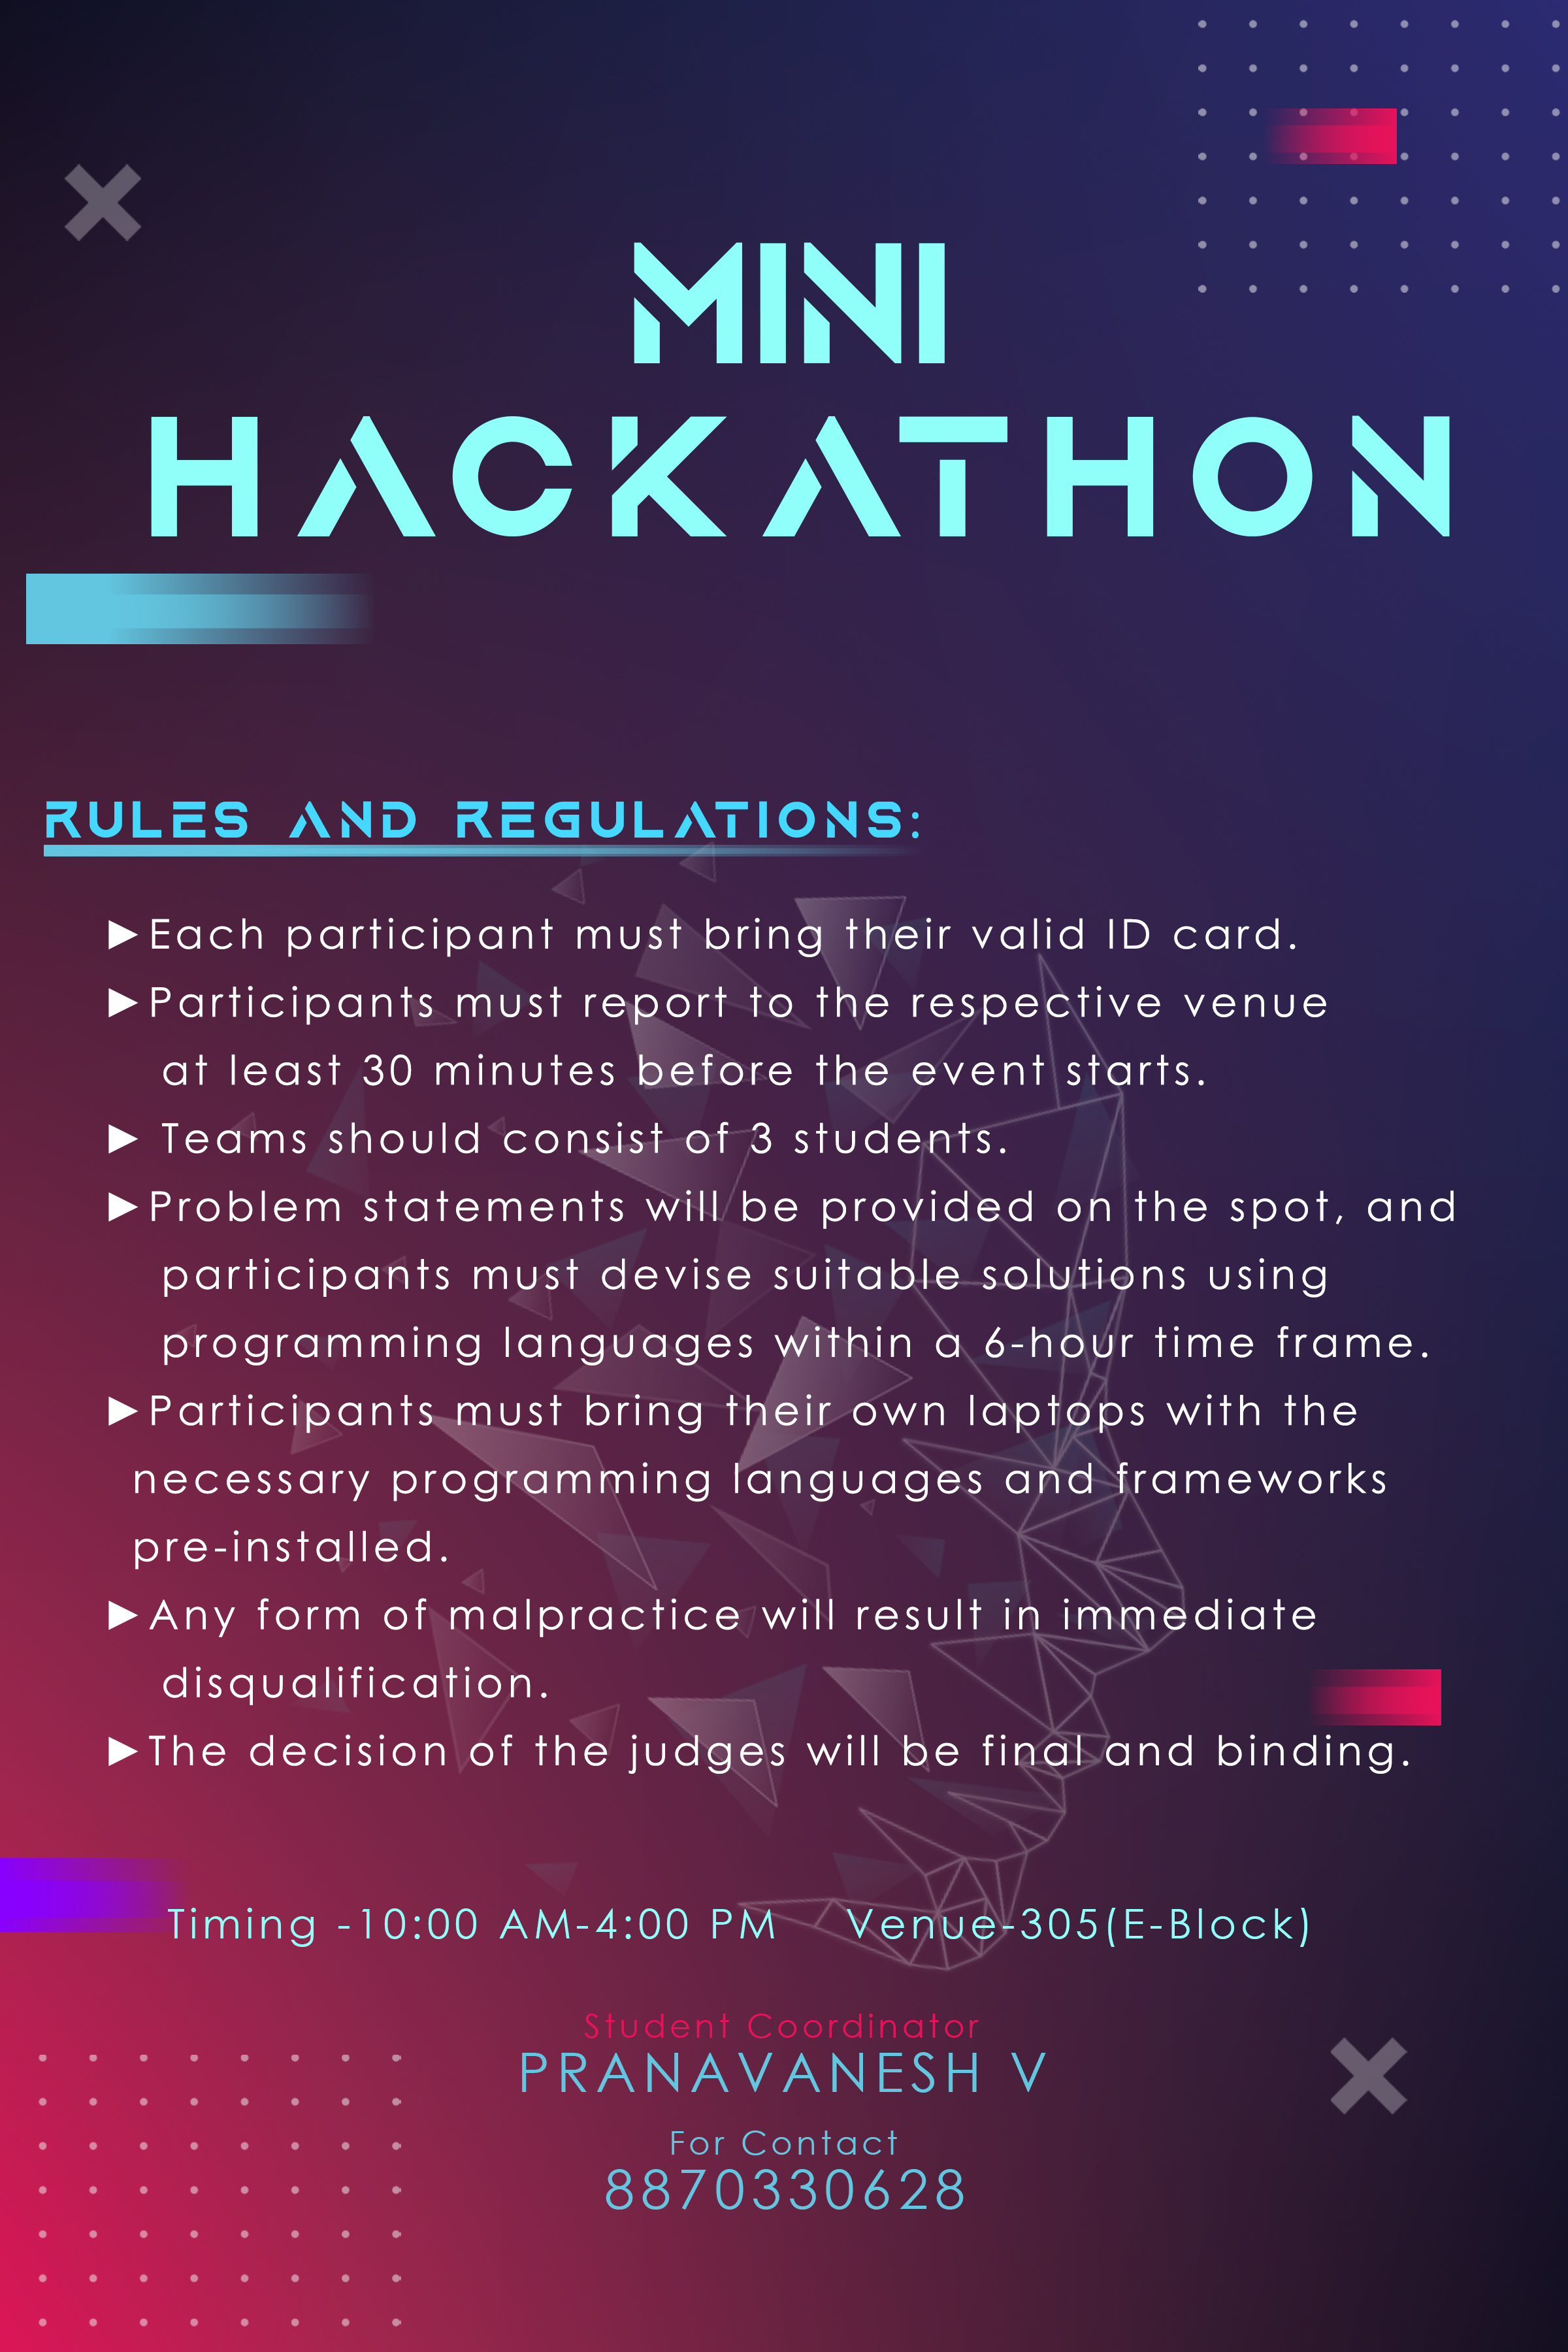 MINI
HACKATHON
RULES AND REGULATIONS:
►Each participant must bring their valid ID card.
►Participants must report to the respective venue
at least 30 minutes before the event starts.
► Teams should consist of 3 students.
►Problem statements will be provided on the spot, and
participants must devise suitable solutions using
programming languages within a 6-hour time frame.
►Participants must bring their own laptops with the
necessary programming languages and frameworks
pre-installed.
►Any form of malpractice will result in immediate
disqualification.
►The decision of the judges will be final and binding.
Timing -10:00 AM-4:00 PM Venue-305(E-Block)
Student Coordinator
PRANAVANESH V
For Contact
8870330628